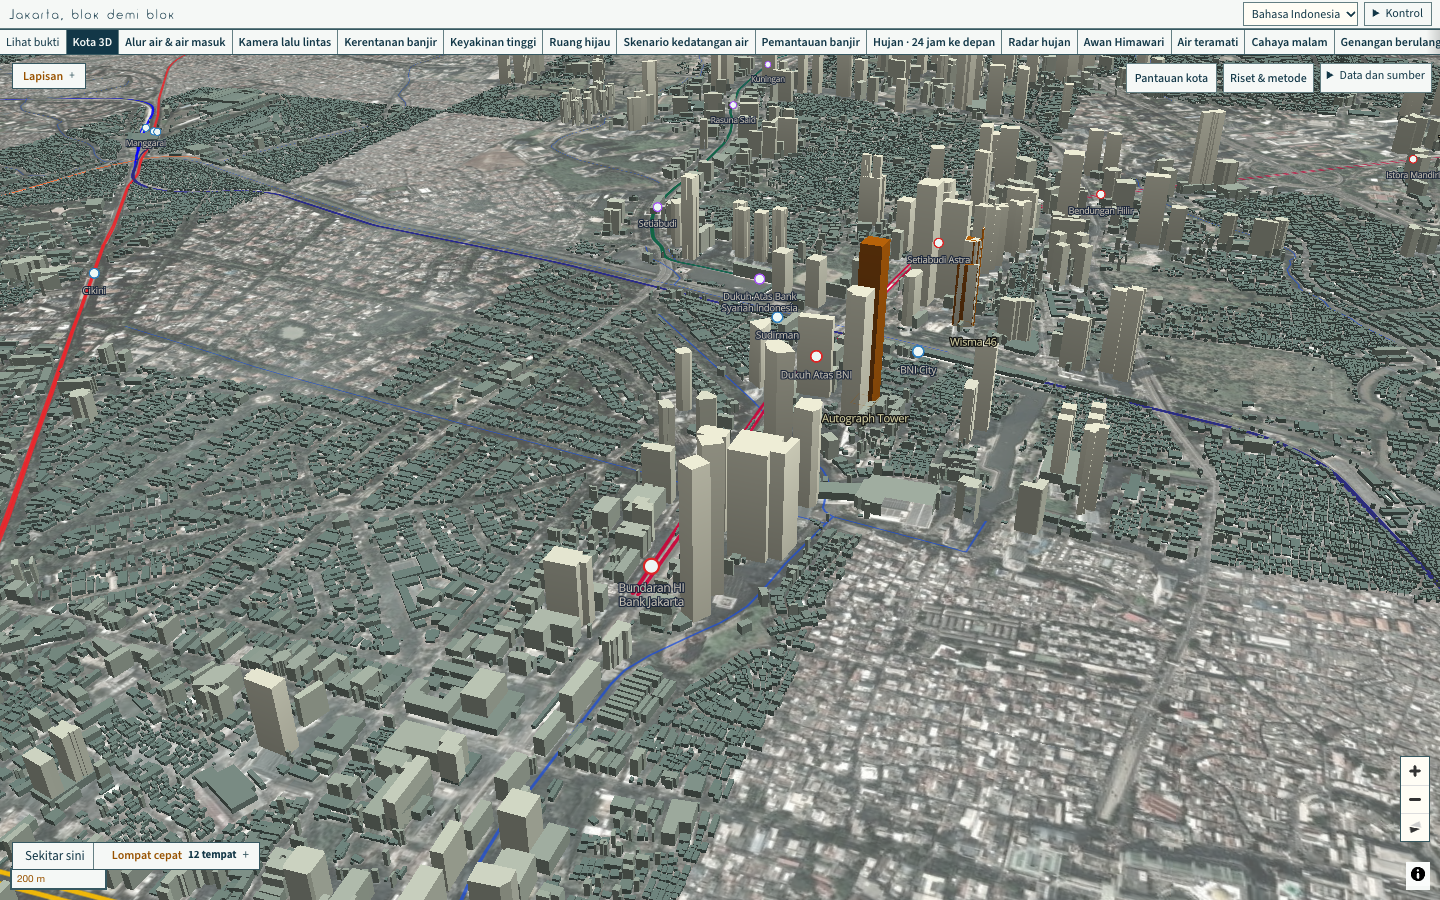 Jakarta, blok demi blok
Bahasa Indonesia
Kontrol
Lihat bukti
Kota 3D
Alur air & air masuk
Kamera lalu lintas
Kerentanan banjir
Keyakinan tinggi
Ruang hijau
Skenario kedatangan air
Pemantauan banjir
Hujan · 24 jam ke depan
Radar hujan
Awan Himawari
Air teramati
Cahaya malam
Genangan berulang
Lapisan +
Pantauan kota
Riset & metode
Data dan sumber
Kuningan
Rasuna Said
Manggarai
Istora Mandiri
Bendungan Hilir
Setiabudi
Setiabudi Astra
Cikini
Dukuh Atas Bank
Syariah Indonesia
Sudirman
Wisma 46
Dukuh Atas BNI
BNI City
Autograph Tower
Bundaran HI
Bank Jakarta
Sekitar sini
Lompat cepat 12 tempat +
200 m